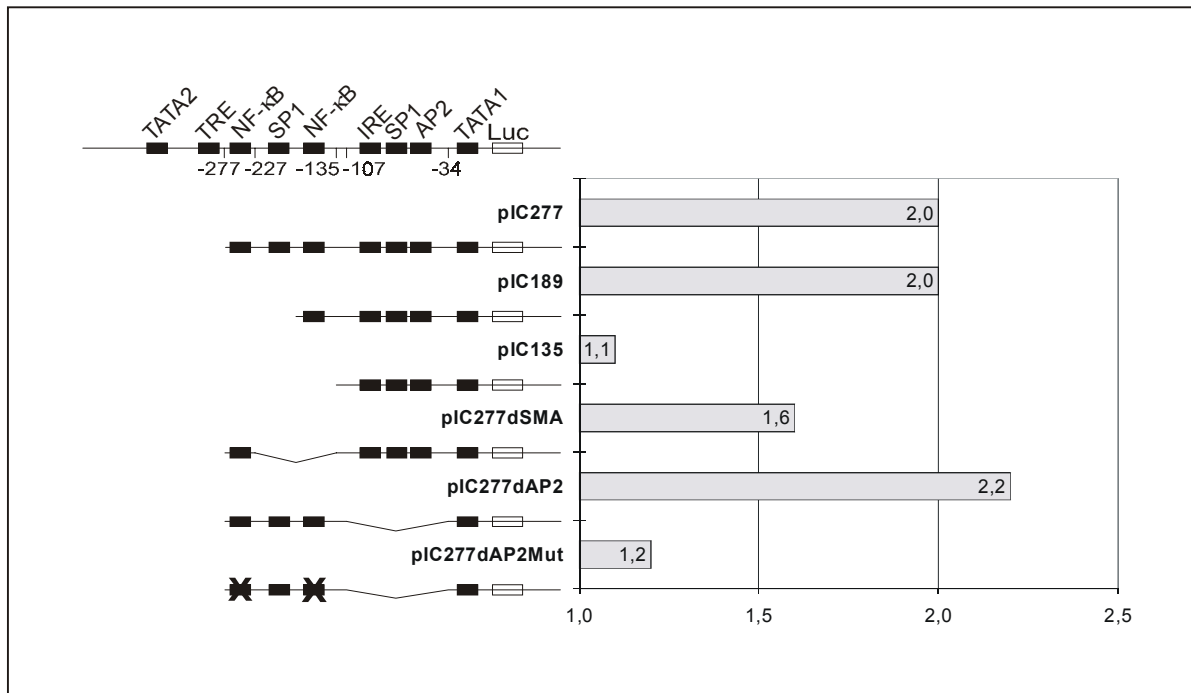 TATA2 TRE NF-κB SP1 NF-κB IRE SP1 AP2 TATA1 Luc
-277 -227 -135 -107 -34
pIC277 2,0
pIC189 2,0
pIC135 1,1
pIC277dSMA 1,6
pIC277dAP2 2,2
pIC277dAP2Mut 1,2
1,0 1,5 2,0 2,5